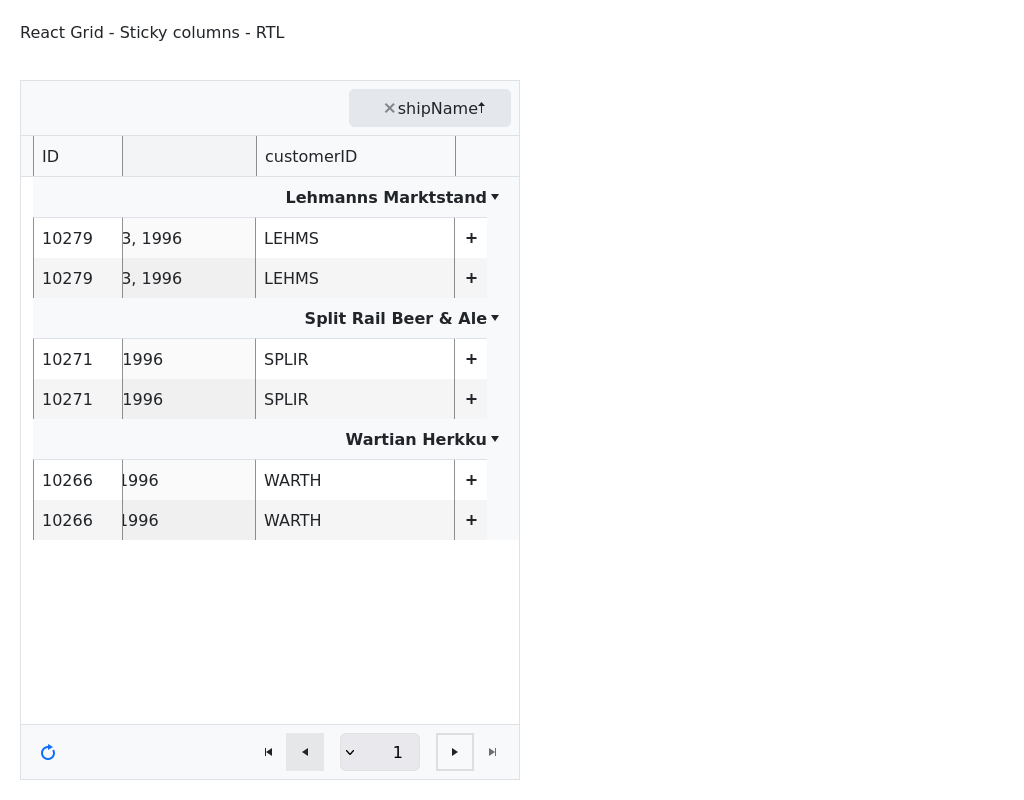 React Grid - Sticky columns - RTL
shipName
ID customerID
Lehmanns Marktstand
10279 3, 1996 LEHMS +
10279 3, 1996 LEHMS +
Split Rail Beer & Ale
10271 1996 SPLIR +
10271 1996 SPLIR +
Wartian Herkku
10266 1996 WARTH +
10266 1996 WARTH +
1